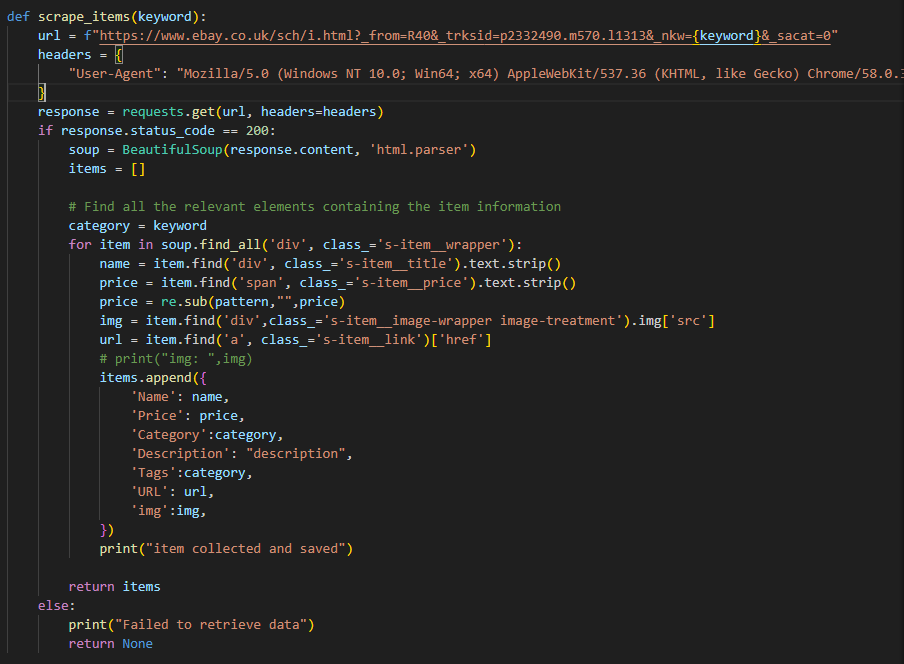 def scrape_items(keyword):
    url = f"https://www.ebay.co.uk/sch/i.html?_from=R40&_trksid=p2332490.m570.l1313&_nkw={keyword}&_sacat=0"
    headers = {
        "User-Agent": "Mozilla/5.0 (Windows NT 10.0; Win64; x64) AppleWebKit/537.36 (KHTML, like Gecko) Chrome/58.0.3
    }
    response = requests.get(url, headers=headers)
    if response.status_code == 200:
        soup = BeautifulSoup(response.content, 'html.parser')
        items = []

        # Find all the relevant elements containing the item information
        category = keyword
        for item in soup.find_all('div', class_='s-item__wrapper'):
            name = item.find('div', class_='s-item__title').text.strip()
            price = item.find('span', class_='s-item__price').text.strip()
            price = re.sub(pattern,"",price)
            img = item.find('div',class_='s-item__image-wrapper image-treatment').img['src']
            url = item.find('a', class_='s-item__link')['href']
            # print("img: ",img)
            items.append({
                'Name': name,
                'Price': price,
                'Category':category,
                'Description': "description",
                'Tags':category,
                'URL': url,
                'img':img,
            })
            print("item collected and saved")

        return items
    else:
        print("Failed to retrieve data")
        return None